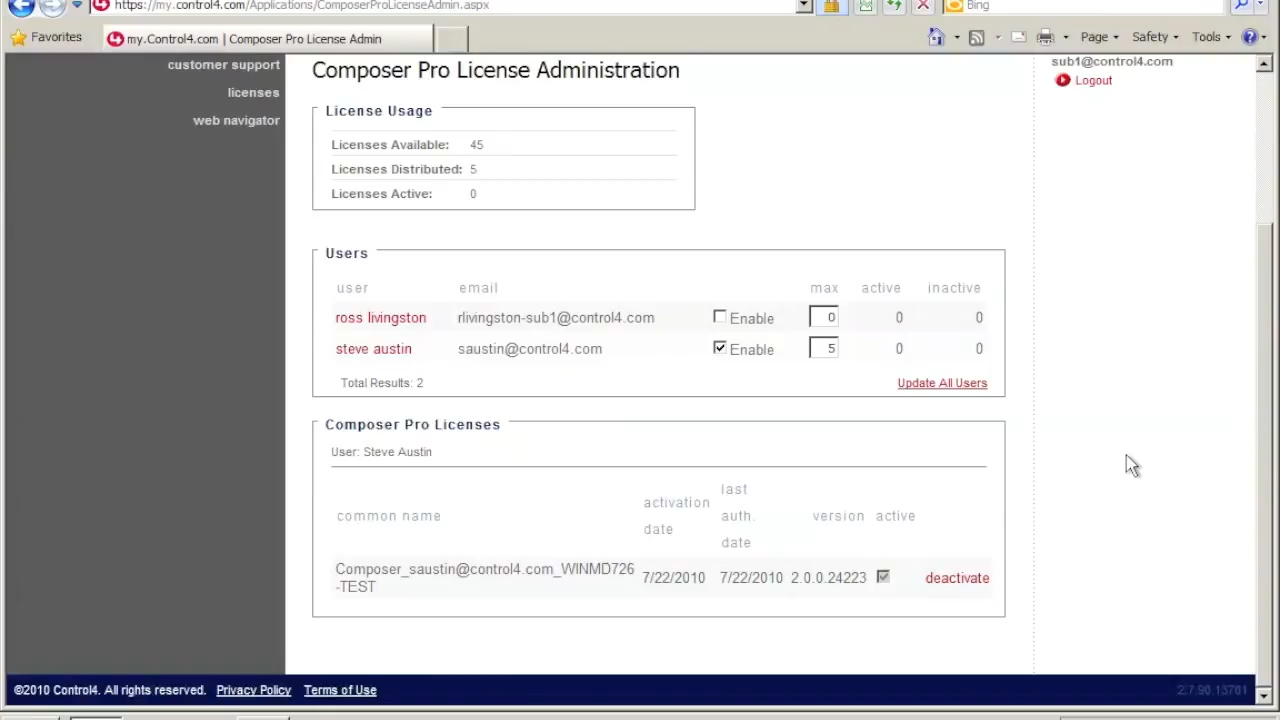 https://my.control4.com/Applications/ComposerProLicenseAdmin.aspx
Bing
Favorites
my.Control4.com | Composer Pro License Admin
Page
Safety
Tools
customer support
licenses
web navigator
Composer Pro License Administration
sub1@control4.com
Logout
License Usage
Licenses Available: 45
Licenses Distributed: 5
Licenses Active: 0
Users
user email max active inactive
ross livingston rlivingston-sub1@control4.com Enable 0 0 0
steve austin saustin@control4.com Enable 5 0 0
Total Results: 2 Update All Users
Composer Pro Licenses
User: Steve Austin
common name activation date last auth. date version active
Composer_saustin@control4.com_WINMD726
-TEST 7/22/2010 7/22/2010 2.0.0.24223 deactivate
©2010 Control4. All rights reserved. Privacy Policy Terms of Use